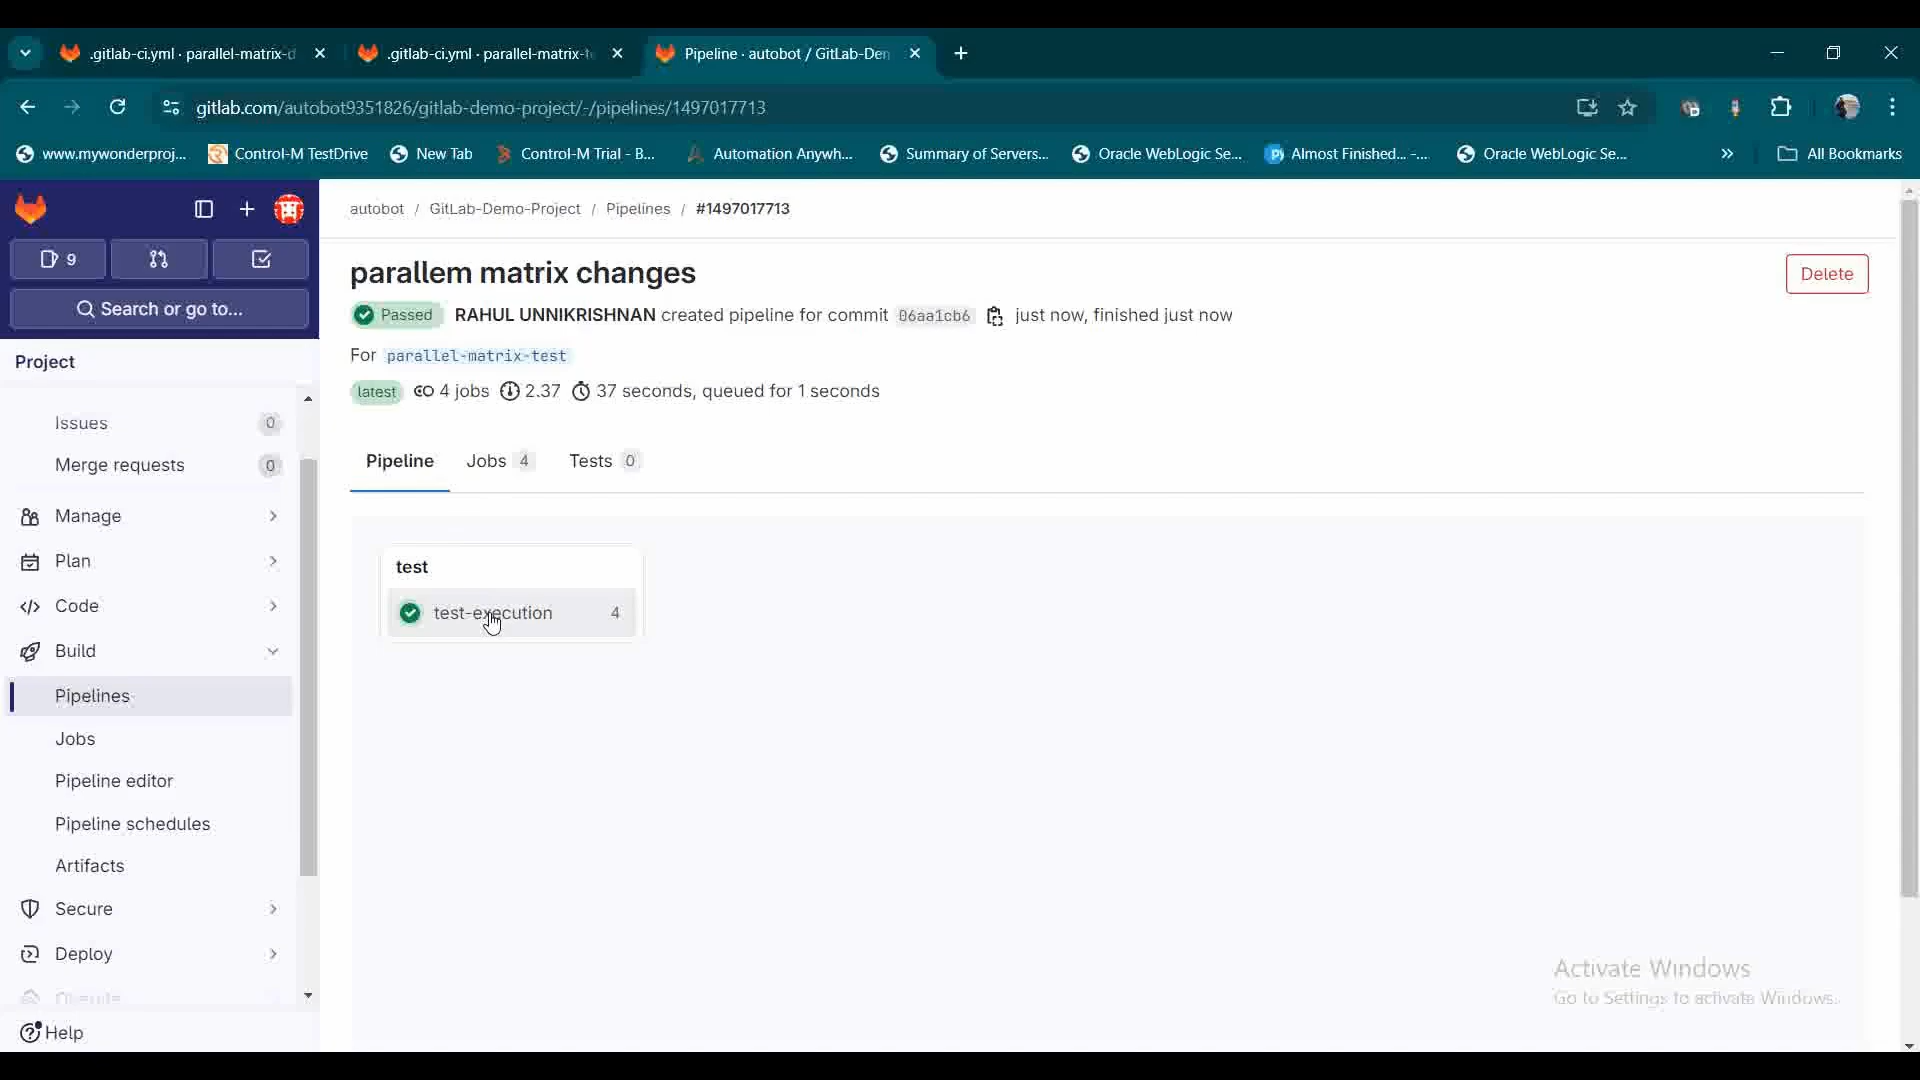 .gitlab-ci.yml · parallel-matrix-d
.gitlab-ci.yml · parallel-matrix-te
Pipeline · autobot / GitLab-Den
gitlab.com/autobot9351826/gitlab-demo-project/-/pipelines/1497017713
www.mywonderproj...
Control-M TestDrive
New Tab
Control-M Trial - B...
Automation Anywh...
Summary of Servers...
Oracle WebLogic Se...
Almost Finished... -...
Oracle WebLogic Se...
All Bookmarks
9
Search or go to...
Project
Issues 0
Merge requests 0
Manage
Plan
Code
Build
Pipelines
Jobs
Pipeline editor
Pipeline schedules
Artifacts
Secure
Deploy
Help
autobot / GitLab-Demo-Project / Pipelines / #1497017713
parallem matrix changes
Delete
Passed RAHUL UNNIKRISHNAN created pipeline for commit 06aa1cb6 just now, finished just now
For parallel-matrix-test
latest 4 jobs 2.37 37 seconds, queued for 1 seconds
Pipeline Jobs 4 Tests 0
test
test-execution 4
Activate Windows
Go to Settings to activate Windows.